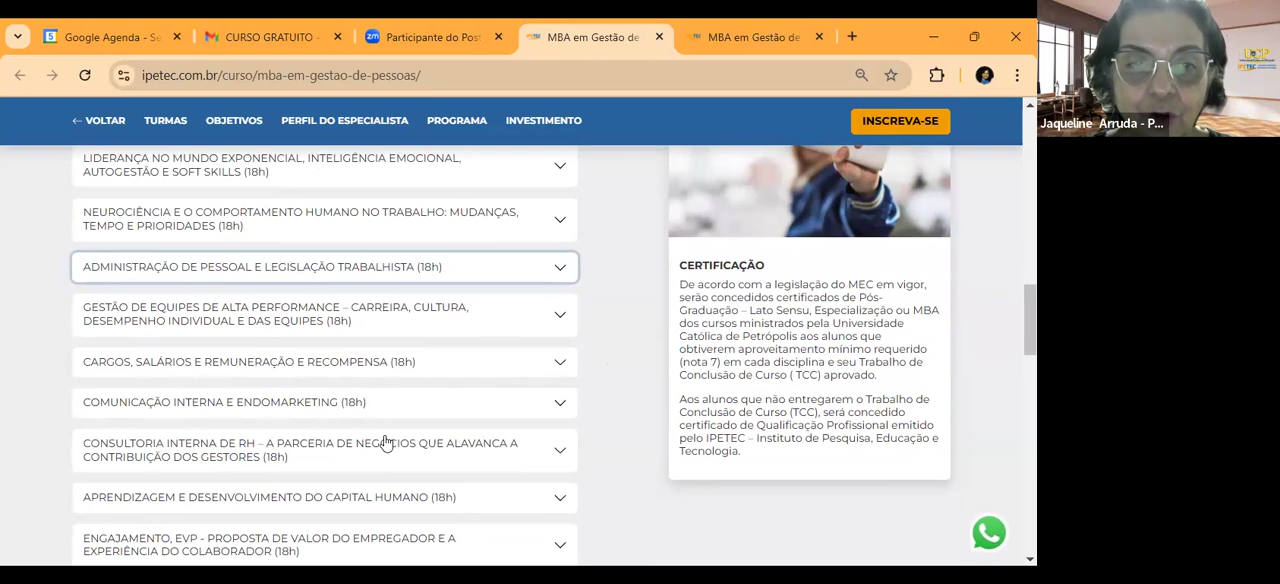 Google Agenda - Se
CURSO GRATUITO -
zm
Participante do Post
MBA em Gestão de
MBA em Gestão de
ipetec.com.br/curso/mba-em-gestao-de-pessoas/
← VOLTAR
TURMAS
OBJETIVOS
PERFIL DO ESPECIALISTA
PROGRAMA
INVESTIMENTO
INSCREVA-SE
LIDERANÇA NO MUNDO EXPONENCIAL, INTELIGÊNCIA EMOCIONAL,
AUTOGESTÃO E SOFT SKILLS (18h)
NEUROCIÊNCIA E O COMPORTAMENTO HUMANO NO TRABALHO: MUDANÇAS,
TEMPO E PRIORIDADES (18h)
ADMINISTRAÇÃO DE PESSOAL E LEGISLAÇÃO TRABALHISTA (18h)
GESTÃO DE EQUIPES DE ALTA PERFORMANCE – CARREIRA, CULTURA,
DESEMPENHO INDIVIDUAL E DAS EQUIPES (18h)
CARGOS, SALÁRIOS E REMUNERAÇÃO E RECOMPENSA (18h)
COMUNICAÇÃO INTERNA E ENDOMARKETING (18h)
CONSULTORIA INTERNA DE RH – A PARCERIA DE NEGÓCIOS QUE ALAVANCA A
CONTRIBUIÇÃO DOS GESTORES (18h)
APRENDIZAGEM E DESENVOLVIMENTO DO CAPITAL HUMANO (18h)
ENGAJAMENTO, EVP - PROPOSTA DE VALOR DO EMPREGADOR E A
EXPERIÊNCIA DO COLABORADOR (18h)
CERTIFICAÇÃO
De acordo com a legislação do MEC em vigor,
serão concedidos certificados de Pós-
Graduação – Lato Sensu, Especialização ou MBA
dos cursos ministrados pela Universidade
Católica de Petrópolis aos alunos que
obtiverem aproveitamento mínimo requerido
(nota 7) em cada disciplina e seu Trabalho de
Conclusão de Curso ( TCC) aprovado.
Aos alunos que não entregarem o Trabalho de
Conclusão de Curso (TCC), será concedido
certificado de Qualificação Profissional emitido
pelo IPETEC – Instituto de Pesquisa, Educação e
Tecnologia.
IPETEC
Jaqueline Arruda - P...